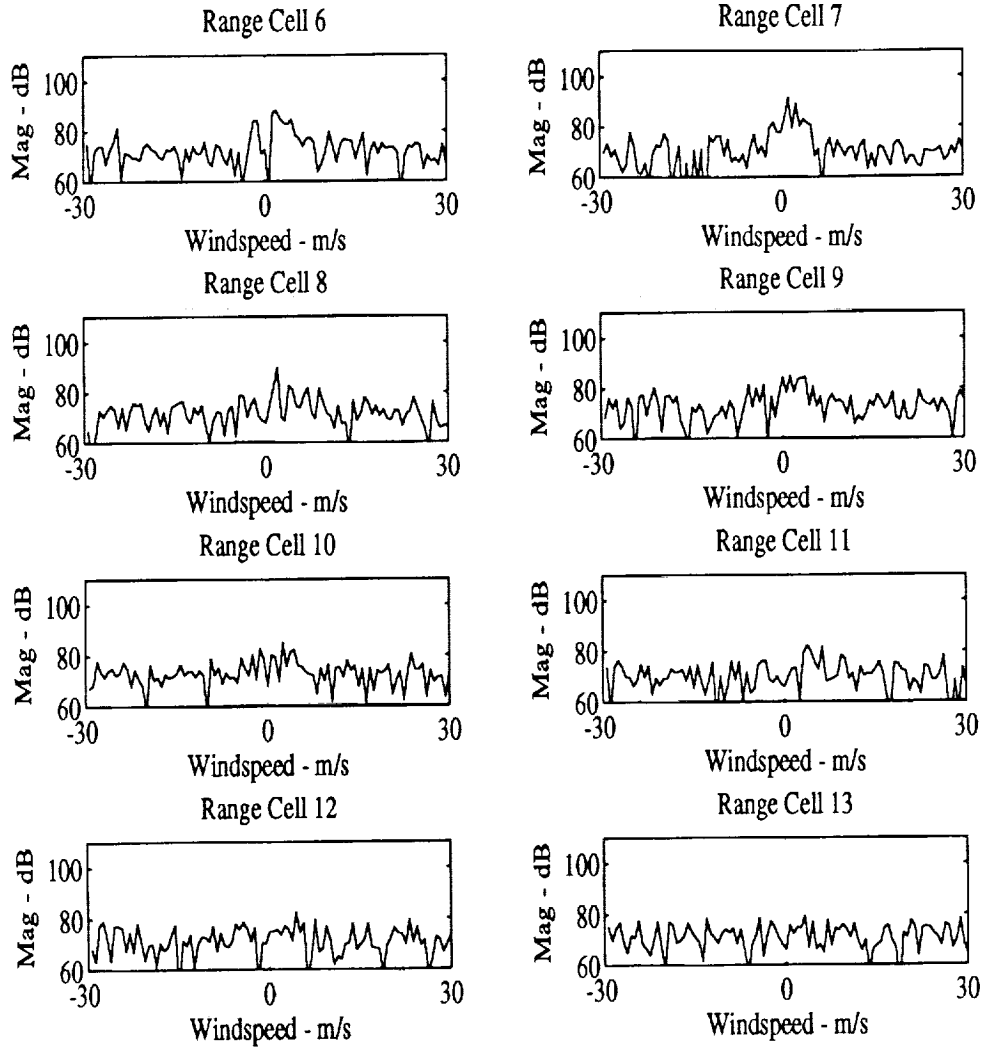 Range Cell 6
Mag - dB
100
80
60
-30 0 30
Windspeed - m/s
Range Cell 7
Mag - dB
100
80
60
-30 0 30
Windspeed - m/s
Range Cell 8
Mag - dB
100
80
60
-30 0 30
Windspeed - m/s
Range Cell 9
Mag - dB
100
80
60
-30 0 30
Windspeed - m/s
Range Cell 10
Mag - dB
100
80
60
-30 0 30
Windspeed - m/s
Range Cell 11
Mag - dB
100
80
60
-30 0 30
Windspeed - m/s
Range Cell 12
Mag - dB
100
80
60
-30 0 30
Windspeed - m/s
Range Cell 13
Mag - dB
100
80
60
-30 0 30
Windspeed - m/s